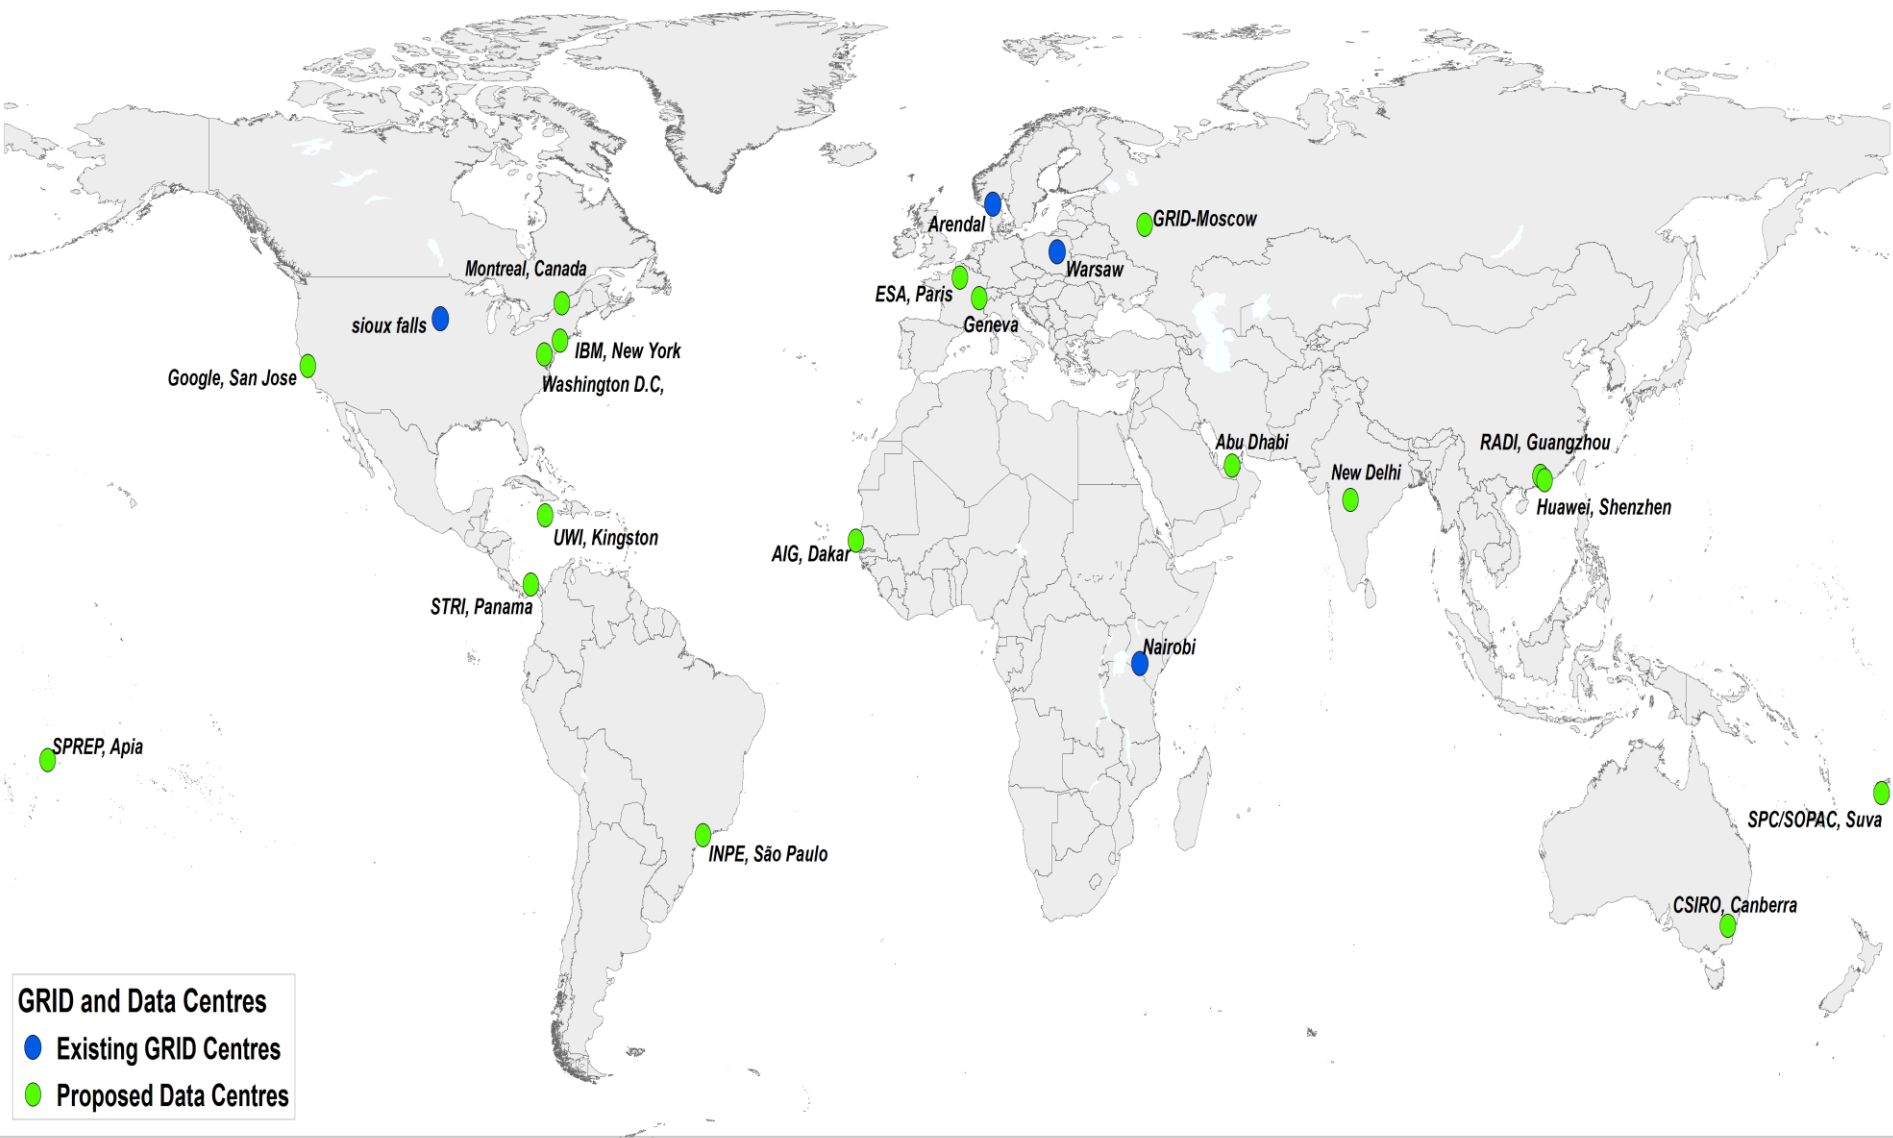 GRID-Moscow
Arendal
Warsaw
Montreal, Canada
ESA, Paris
Geneva
sioux falls
IBM, New York
Google, San Jose
Washington D.C,
Abu Dhabi
RADI, Guangzhou
New Delhi
Huawei, Shenzhen
UWI, Kingston
AIG, Dakar
STRI, Panama
Nairobi
SPREP, Apia
SPC/SOPAC, Suva
INPE, São Paulo
CSIRO, Canberra
GRID and Data Centres
Existing GRID Centres
Proposed Data Centres